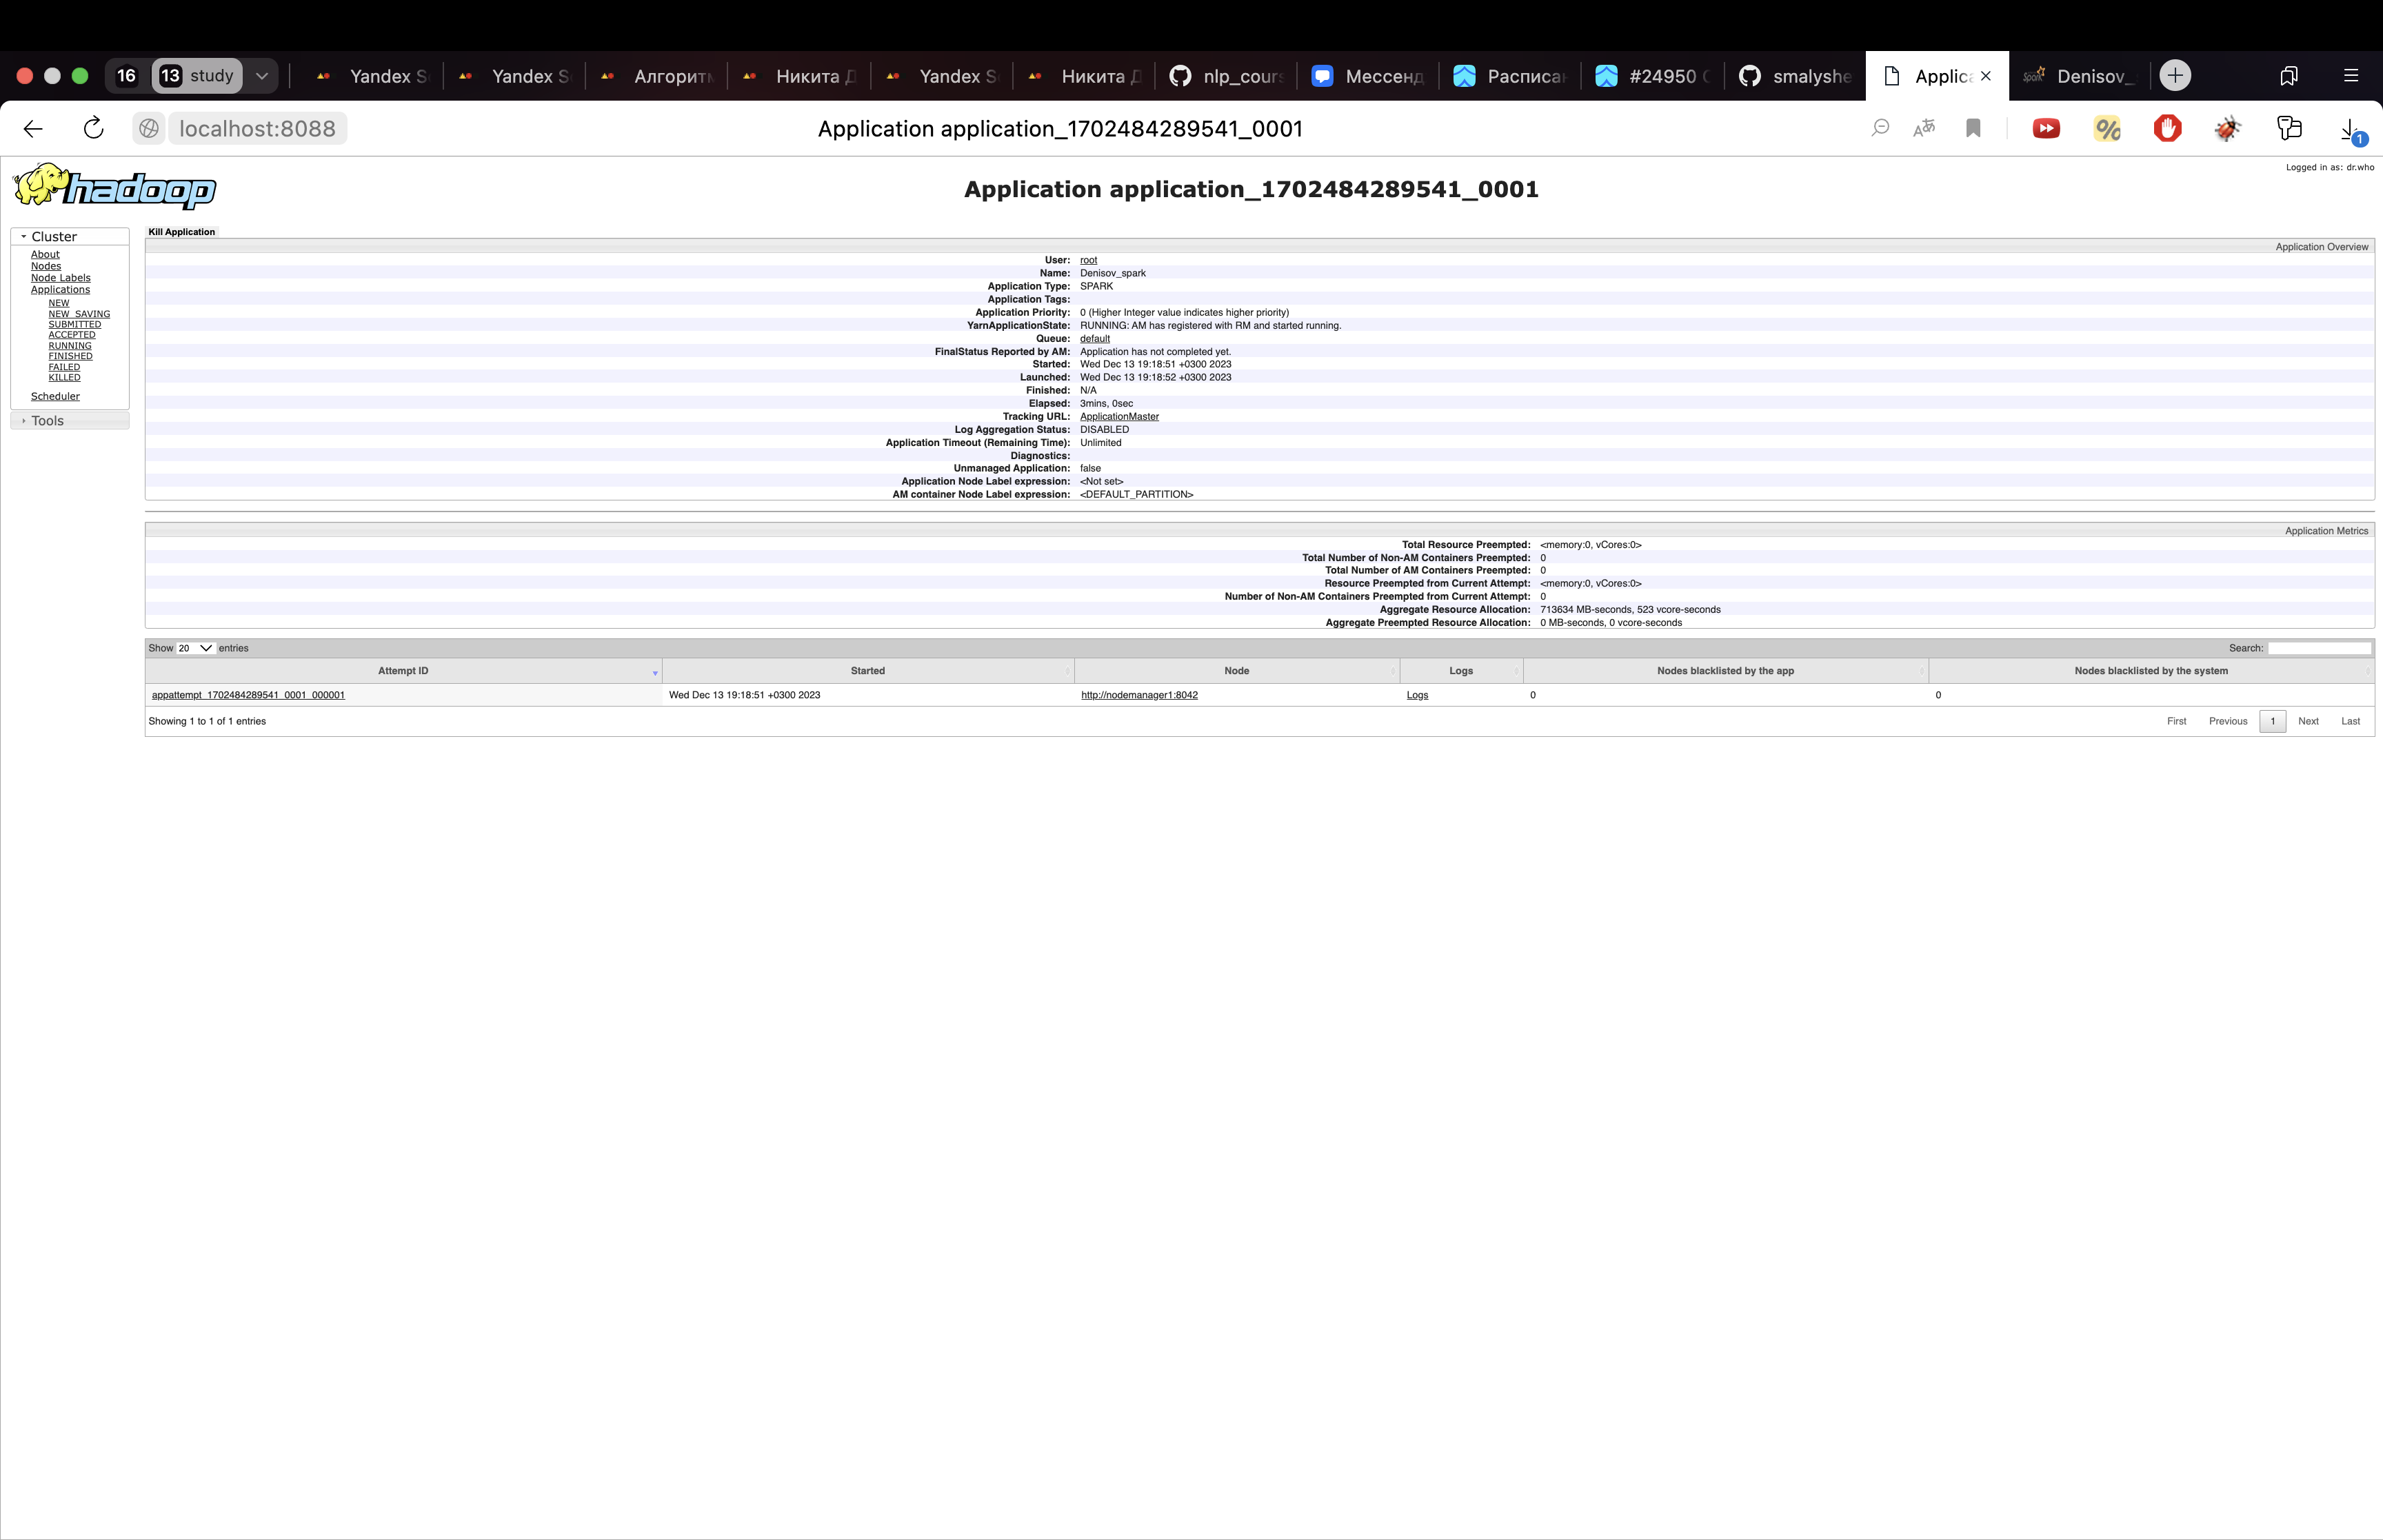 16 13 study Yandex S Yandex S Алгоритм Никита Д Yandex S Никита Д nlp_cours Мессенд Расписан #24950 smalyshe Applica Denisov_
localhost:8088 Application application_1702484289541_0001 1
Logged in as: dr.who
hadoop Application application_1702484289541_0001
Cluster
About
Nodes
Node Labels
Applications
NEW
NEW_SAVING
SUBMITTED
ACCEPTED
RUNNING
FINISHED
FAILED
KILLED
Scheduler
Tools
Kill Application
Application Overview
User: root
Name: Denisov_spark
Application Type: SPARK
Application Tags:
Application Priority: 0 (Higher Integer value indicates higher priority)
YarnApplicationState: RUNNING: AM has registered with RM and started running.
Queue: default
FinalStatus Reported by AM: Application has not completed yet.
Started: Wed Dec 13 19:18:51 +0300 2023
Launched: Wed Dec 13 19:18:52 +0300 2023
Finished: N/A
Elapsed: 3mins, 0sec
Tracking URL: ApplicationMaster
Log Aggregation Status: DISABLED
Application Timeout (Remaining Time): Unlimited
Diagnostics:
Unmanaged Application: false
Application Node Label expression: <Not set>
AM container Node Label expression: <DEFAULT_PARTITION>
Application Metrics
Total Resource Preempted: <memory:0, vCores:0>
Total Number of Non-AM Containers Preempted: 0
Total Number of AM Containers Preempted: 0
Resource Preempted from Current Attempt: <memory:0, vCores:0>
Number of Non-AM Containers Preempted from Current Attempt: 0
Aggregate Resource Allocation: 713634 MB-seconds, 523 vcore-seconds
Aggregate Preempted Resource Allocation: 0 MB-seconds, 0 vcore-seconds
Show 20 entries Search:
Attempt ID Started Node Logs Nodes blacklisted by the app Nodes blacklisted by the system
appattempt_1702484289541_0001_000001 Wed Dec 13 19:18:51 +0300 2023 http://nodemanager1:8042 Logs 0 0
Showing 1 to 1 of 1 entries First Previous 1 Next Last